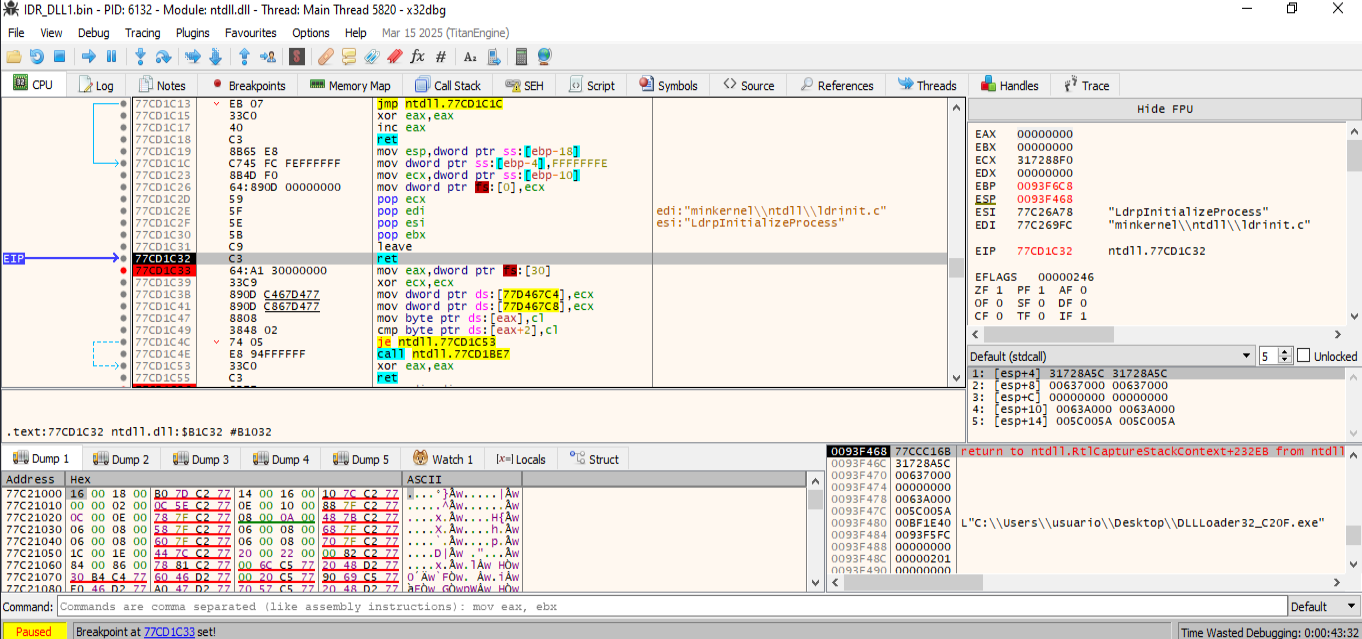 IDR_DLL1.bin - PID: 6132 - Module: ntdll.dll - Thread: Main Thread 5820 - x32dbg
File View Debug Tracing Plugins Favourites Options Help Mar 15 2025 (TitanEngine)
CPU Log Notes Breakpoints Memory Map Call Stack SEH Script Symbols Source References Threads Handles Trace
77CD1C13 EB 07 jmp ntdll.77CD1C1C
77CD1C15 33C0 xor eax,eax
77CD1C17 40 inc eax
77CD1C18 C3 ret
77CD1C19 8B65 E8 mov esp,dword ptr ss:[ebp-18]
77CD1C1C C745 FC FEFFFFFF mov dword ptr ss:[ebp-4],FFFFFFFE
77CD1C23 8B4D F0 mov ecx,dword ptr ss:[ebp-10]
77CD1C26 64:890D 00000000 mov dword ptr fs:[0],ecx
77CD1C2D 59 pop ecx
77CD1C2E 5F pop edi edi:"minkernel\\ntdll\\ldrinit.c"
77CD1C2F 5E pop esi esi:"LdrpInitializeProcess"
77CD1C30 5B pop ebx
77CD1C31 C9 leave
EIP 77CD1C32 C3 ret
77CD1C33 64:A1 30000000 mov eax,dword ptr fs:[30]
77CD1C39 33C9 xor ecx,ecx
77CD1C3B 890D C467D477 mov dword ptr ds:[77D467C4],ecx
77CD1C41 890D C867D477 mov dword ptr ds:[77D467C8],ecx
77CD1C47 8808 mov byte ptr ds:[eax],cl
77CD1C49 3848 02 cmp byte ptr ds:[eax+2],cl
77CD1C4C 74 05 je ntdll.77CD1C53
77CD1C4E E8 94FFFFFF call ntdll.77CD1BE7
77CD1C53 33C0 xor eax,eax
77CD1C55 C3 ret
Hide FPU
EAX 00000000
EBX 00000000
ECX 317288F0
EDX 00000000
EBP 0093F6C8
ESP 0093F468
ESI 77C26A78 "LdrpInitializeProcess"
EDI 77C269FC "minkernel\\ntdll\\ldrinit.c"
EIP 77CD1C32 ntdll.77CD1C32
EFLAGS 00000246
ZF 1 PF 1 AF 0
OF 0 SF 0 DF 0
CF 0 TF 0 IF 1
Default (stdcall) 5 Unlocked
1: [esp+4] 31728A5C 31728A5C
2: [esp+8] 00637000 00637000
3: [esp+C] 00000000 00000000
4: [esp+10] 0063A000 0063A000
5: [esp+14] 005C005A 005C005A
.text:77CD1C32 ntdll.dll:$B1C32 #B1032
Dump 1 Dump 2 Dump 3 Dump 4 Dump 5 Watch 1 [x=] Locals Struct
Address Hex ASCII
77C21000 16 00 18 00 B0 7D C2 77 14 00 16 00 10 7C C2 77 ....°}Âw.....|Âw
77C21010 00 00 02 00 0C 5E C2 77 0E 00 10 00 88 7F C2 77 .....^Âw......Âw
77C21020 0C 00 0E 00 78 7F C2 77 08 00 0A 00 48 7B C2 77 ....x.Âw....H{Âw
77C21030 06 00 08 00 58 7F C2 77 06 00 08 00 68 7F C2 77 ....X.Âw....h.Âw
77C21040 06 00 08 00 60 7F C2 77 06 00 08 00 70 7F C2 77 ....`.Âw....p.Âw
77C21050 1C 00 1E 00 44 7C C2 77 20 00 22 00 00 82 C2 77 ....D|Âw ."...Âw
77C21060 84 00 86 00 78 81 C2 77 00 6C C5 77 20 48 D2 77 ....x.Âw.lÅw HÒw
77C21070 30 B4 C4 77 60 46 D2 77 00 20 C5 77 90 69 C5 77 0´Äw`FÒw. Åw.iÅw
0093F468 77CCC16B return to ntdll.RtlCaptureStackContext+232EB from ntdll
0093F46C 31728A5C
0093F470 00637000
0093F474 00000000
0093F478 0063A000
0093F47C 005C005A
0093F480 00BF1E40 L"C:\\Users\\usuario\\Desktop\\DLLLoader32_C20F.exe"
0093F484 0093F5FC
0093F488 00000000
0093F48C 00000201
0093F490 00000000
Command: Commands are comma separated (like assembly instructions): mov eax, ebx Default
Paused Breakpoint at 77CD1C33 set! Time Wasted Debugging: 0:00:43:32